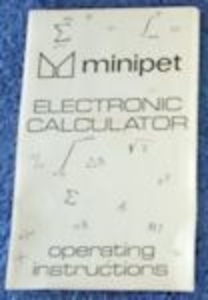 minipet
ELECTRONIC
CALCULATOR
operating
instructions